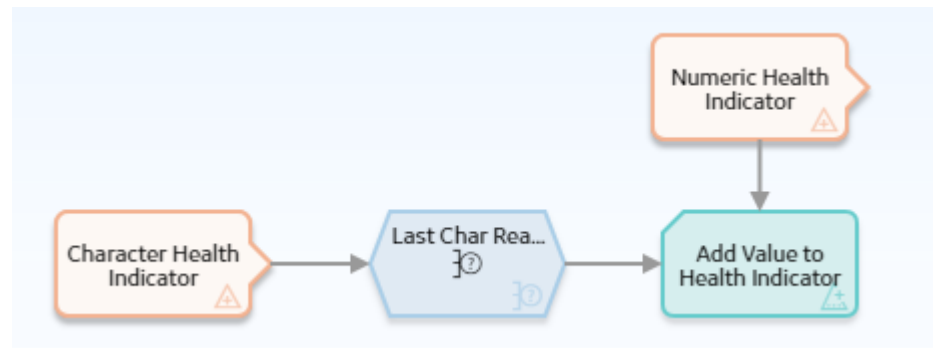 Numeric Health
Indicator
Character Health
Indicator
Last Char Rea...
Add Value to
Health Indicator